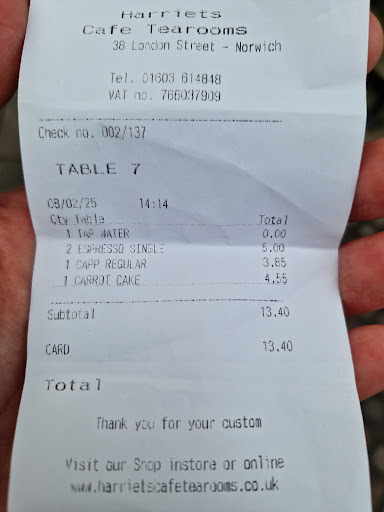 Harriets
Cafe Tearooms
38 London Street - Norwich
Tel. 01603 614848
VAT no. 766037909
Check no. 002/137
TABLE 7
08/02/25 14:14
Qty Table Total
1 TAP WATER 0.00
2 ESPRESSO SINGLE 5.00
1 CAPP REGULAR 3.85
1 CARROT CAKE 4.55
Subtotal 13.40
CARD 13.40
Total
Thank you for your custom
Visit our Shop instore or online
www.harrietscafetearooms.co.uk